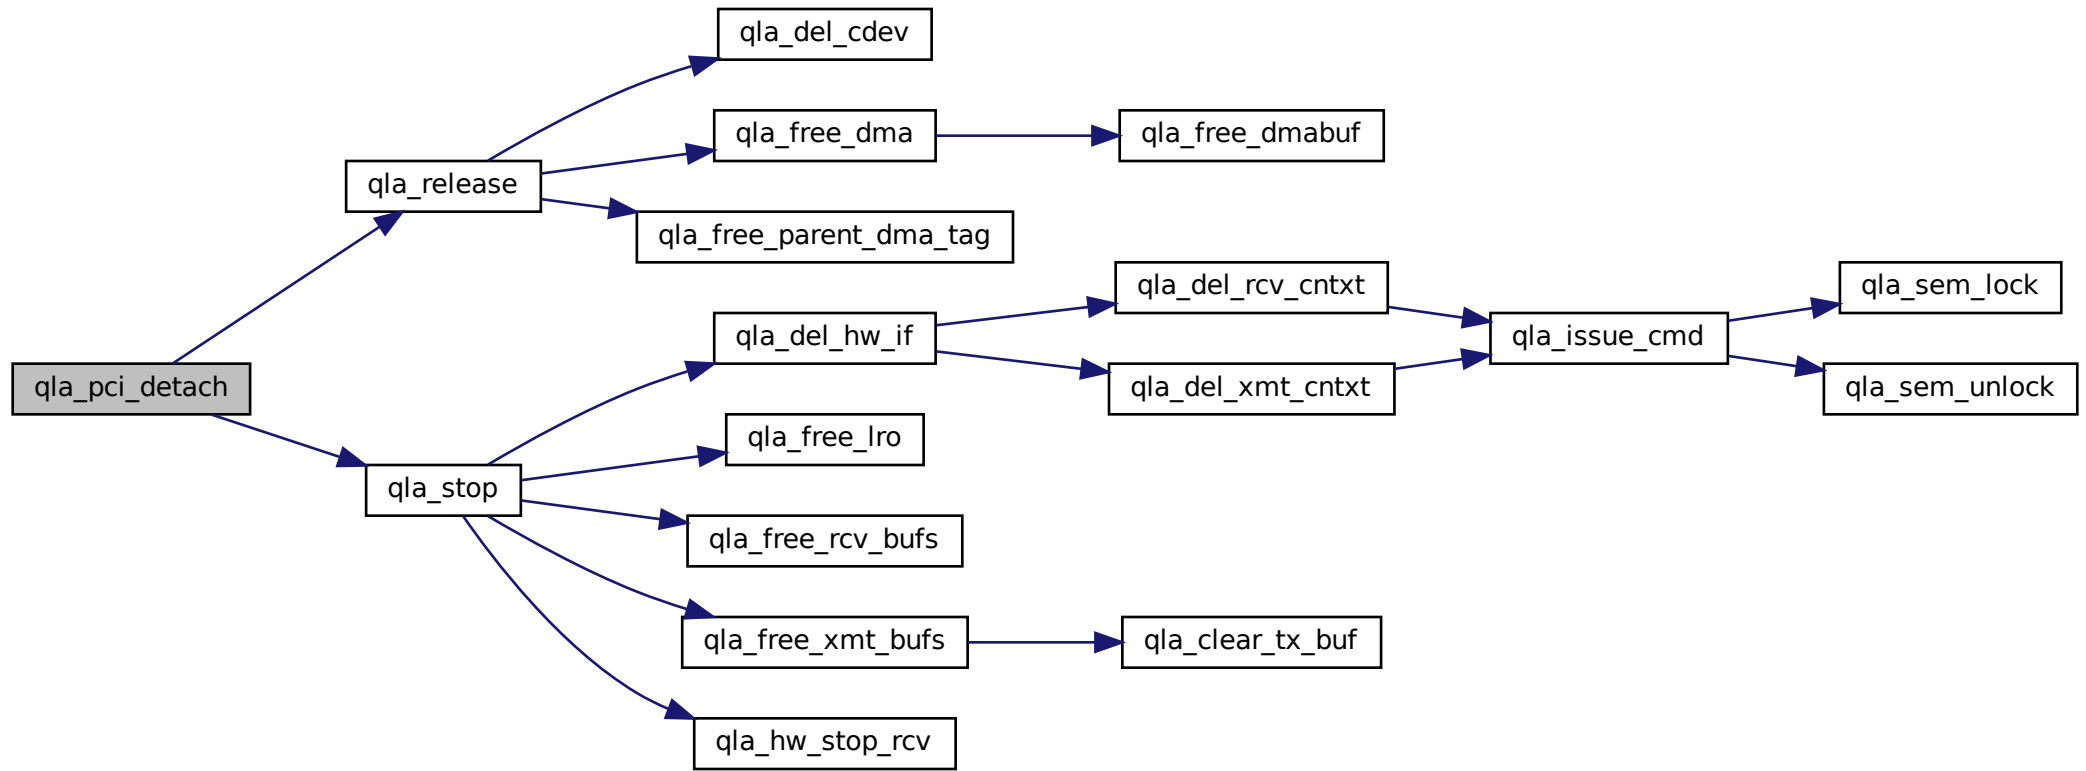 qla_del_cdev
qla_free_dma
qla_free_dmabuf
qla_release
qla_free_parent_dma_tag
qla_del_rcv_cntxt
qla_sem_lock
qla_del_hw_if
qla_issue_cmd
qla_pci_detach
qla_del_xmt_cntxt
qla_sem_unlock
qla_free_lro
qla_stop
qla_free_rcv_bufs
qla_free_xmt_bufs
qla_clear_tx_buf
qla_hw_stop_rcv